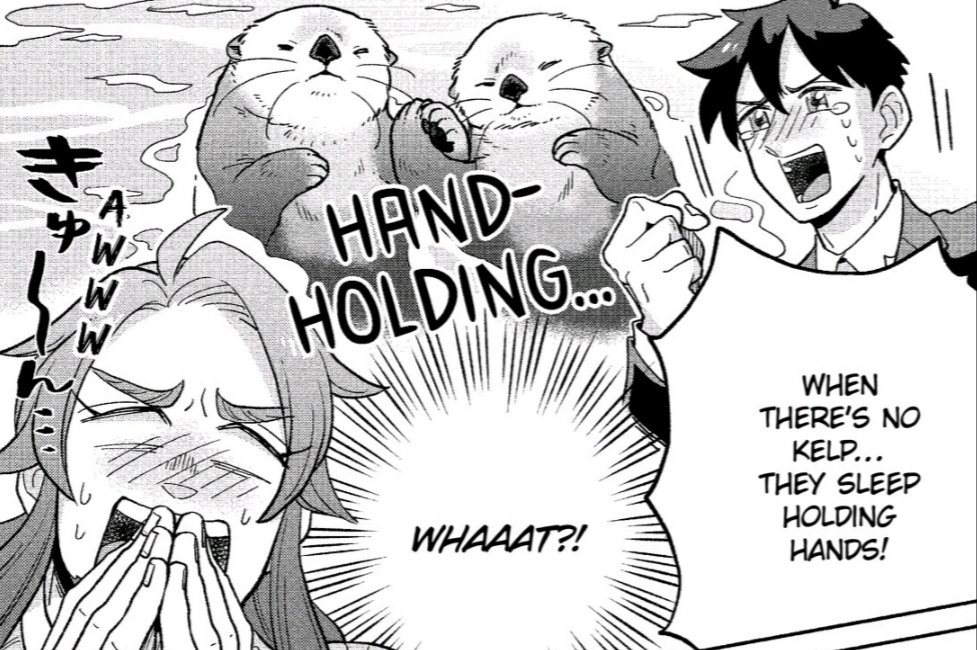 WHEN
THERE'S NO
KELP...
THEY SLEEP
HOLDING
HANDS!
HAND-
HOLDING...
WHAAAT?!
AWWW
きゅ〜ん……